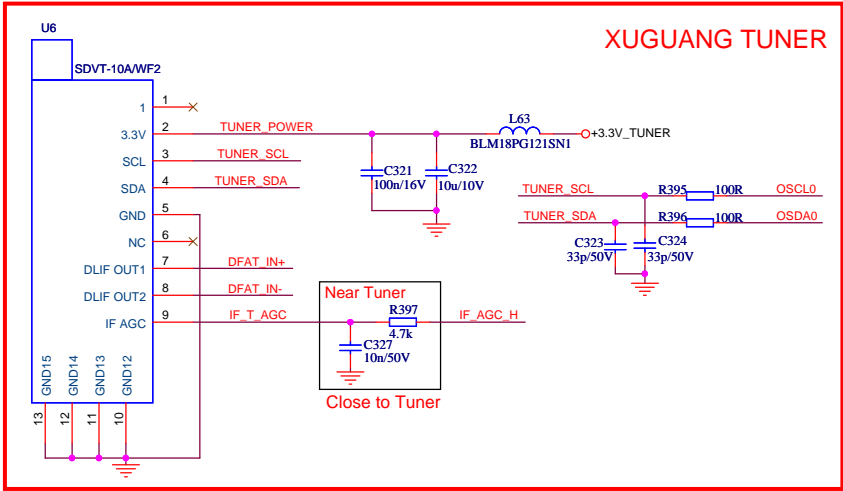 XUGUANG TUNER
U6
SDVT-10A/WF2
1 1
3.3V 2 TUNER_POWER
L63
BLM18PG121SN1
+3.3V_TUNER
SCL 3 TUNER_SCL
SDA 4 TUNER_SDA
C321
100n/16V
C322
10u/10V
GND 5
NC 6
DLIF OUT1 7 DFAT_IN+
DLIF OUT2 8 DFAT_IN-
IF AGC 9 IF_T_AGC
TUNER_SCL R395 100R OSCL0
TUNER_SDA R396 100R OSDA0
C323
33p/50V
C324
33p/50V
Near Tuner
R397
4.7k
IF_AGC_H
C327
10n/50V
Close to Tuner
GND15 GND14 GND13 GND12
13 12 11 10